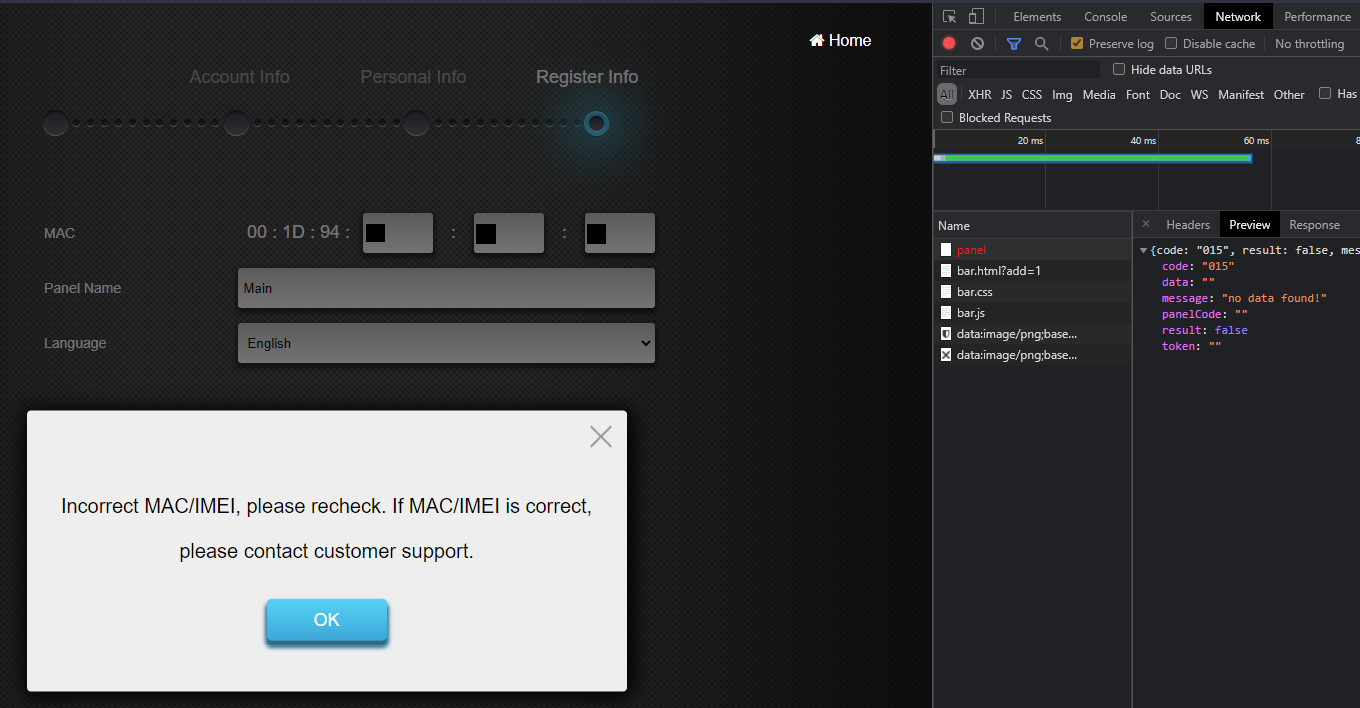 Home
Account Info
Personal Info
Register Info
MAC
00 : 1D : 94 :
:
:
Panel Name
Main
Language
English
Incorrect MAC/IMEI, please recheck. If MAC/IMEI is correct,
please contact customer support.
OK
Elements Console Sources Network Performance
Preserve log Disable cache No throttling
Filter Hide data URLs
All XHR JS CSS Img Media Font Doc WS Manifest Other Has
Blocked Requests
20 ms 40 ms 60 ms 8
Name
panel
bar.html?add=1
bar.css
bar.js
data:image/png;base...
data:image/png;base...
Headers Preview Response
{code: "015", result: false, mes
code: "015"
data: ""
message: "no data found!"
panelCode: ""
result: false
token: ""